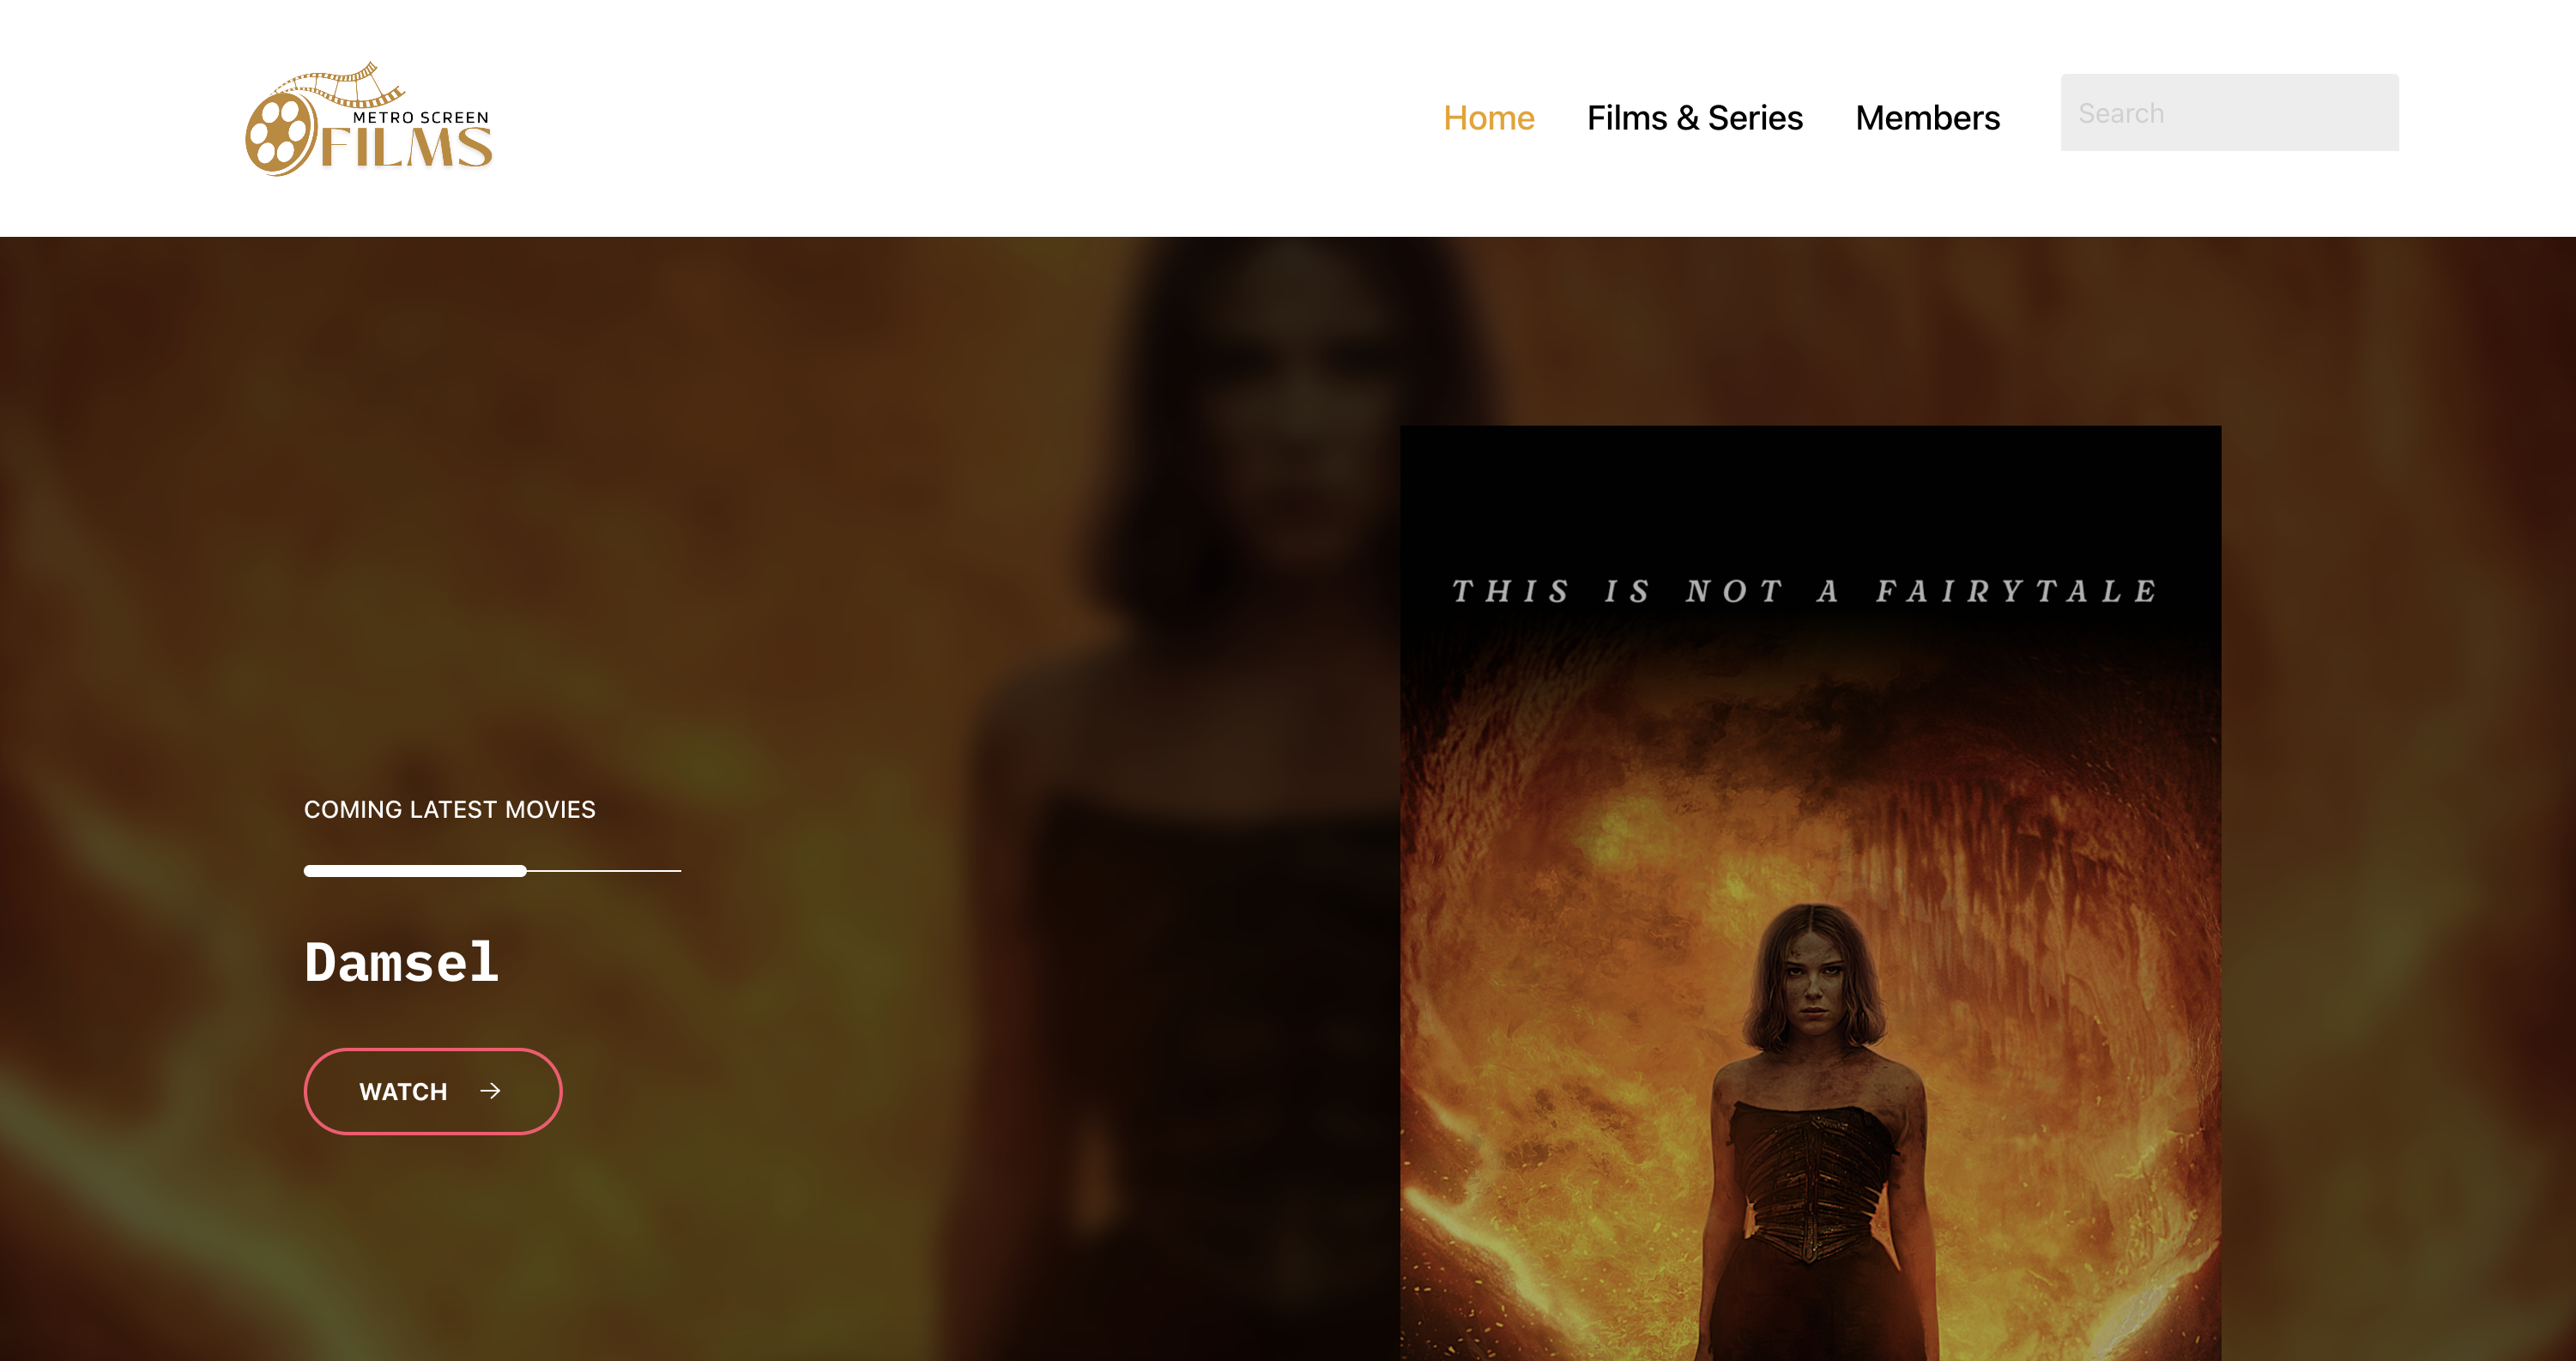 METRO SCREEN
FILMS
Home
Films & Series
Members
Search
THIS IS NOT A FAIRYTALE
COMING LATEST MOVIES
Damsel
WATCH